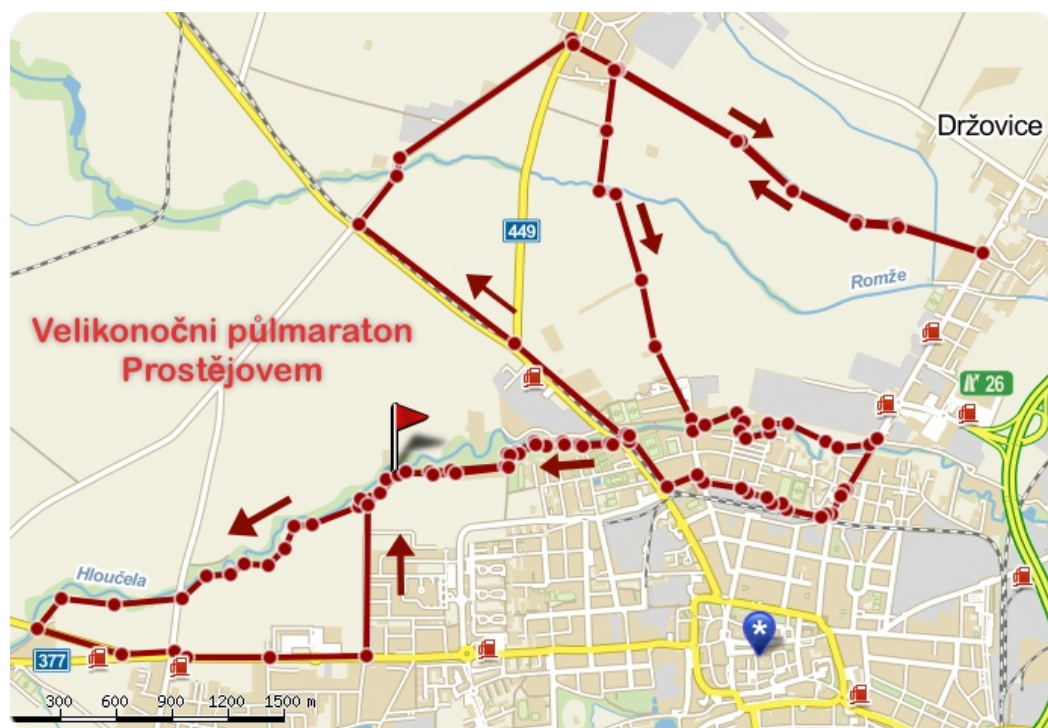 Držovice
449
Romže
Velikonočni půlmaraton
Prostějovem
26
Hloučela
377
300 600 900 1200 1500 m